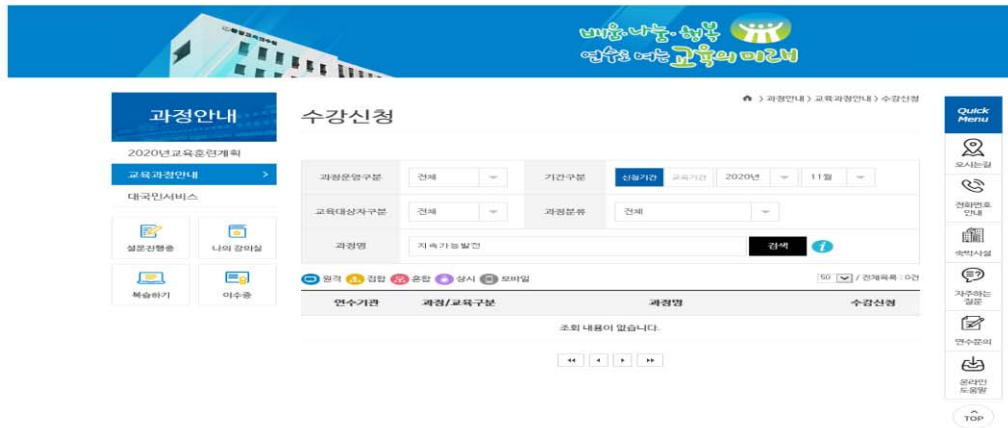 배움·나눔·행복
연수로 여는 교육의 미래
과정안내 > 교육과정안내 > 수강신청
과정안내
2020년교육훈련계획
교육과정안내 >
대국민서비스
설문진행중
나의 강의실
복습하기
이수증
수강신청
과정운영구분 전체
기간구분 신청기간 교육기간 2020년 11월
교육대상자구분 전체
과정분류 전체
과정명 지속가능발전 검색
원격 집합 혼합 상시 모바일
50 / 전체목록 : 0건
연수기관 과정/교육구분 과정명 수강신청
조회 내용이 없습니다.
Quick
Menu
오시는길
전화번호
안내
숙박시설
자주하는
질문
연수문의
온라인
도움말
TOP